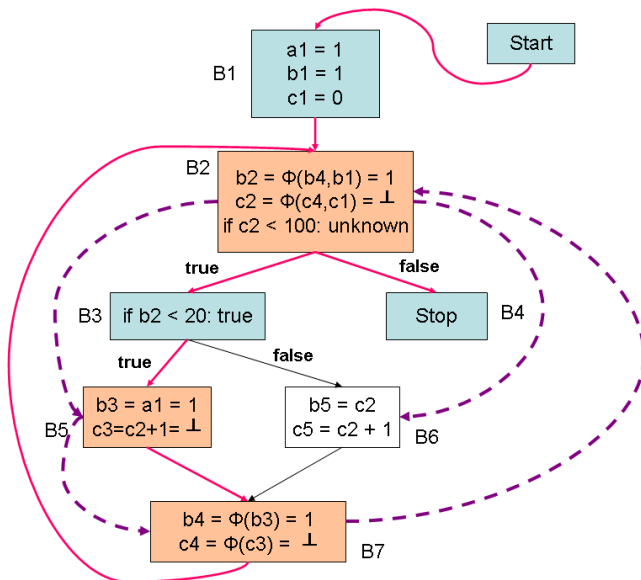 Start
B1
a1 = 1
b1 = 1
c1 = 0
B2
b2 = Φ(b4,b1) = 1
c2 = Φ(c4,c1) = ⊥
if c2 < 100: unknown
true
false
B3
if b2 < 20: true
Stop
B4
true
false
B5
b3 = a1 = 1
c3=c2+1= ⊥
b5 = c2
c5 = c2 + 1
B6
b4 = Φ(b3) = 1
c4 = Φ(c3) = ⊥
B7